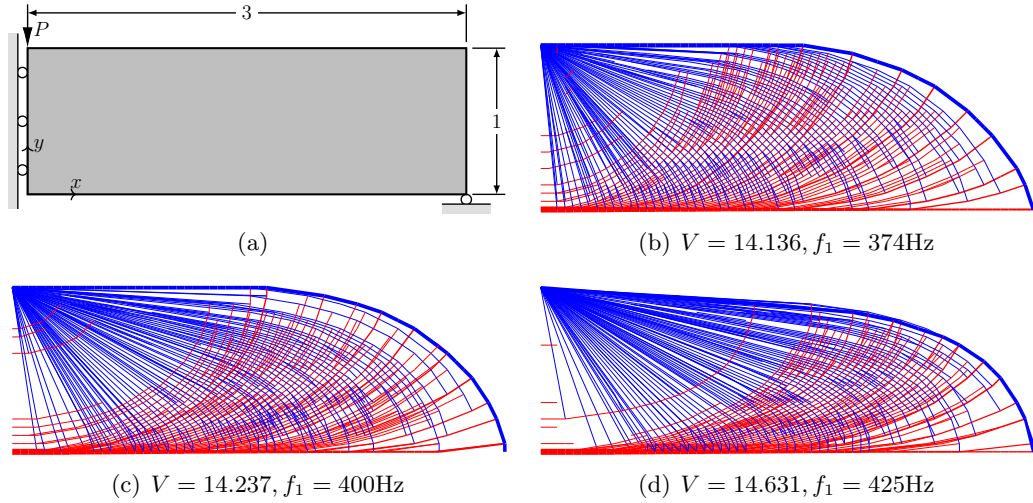 P
3
1
y
x
(a)
(b) V = 14.136, f₁ = 374Hz
(c) V = 14.237, f₁ = 400Hz
(d) V = 14.631, f₁ = 425Hz